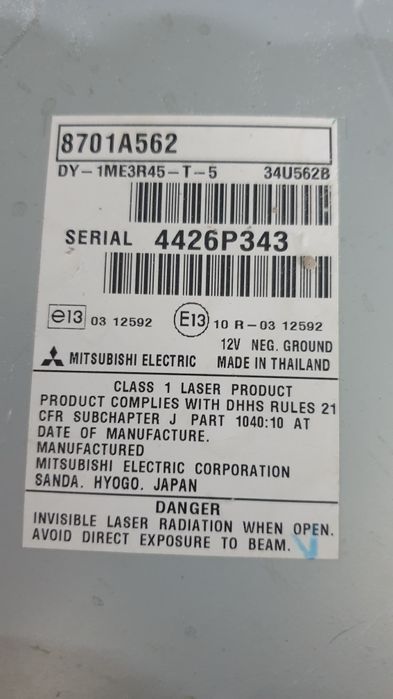 8701A562
DY-1ME3R45-T-5 34U562B
SERIAL 4426P343
e13 03 12592 E13 10 R-03 12592
12V NEG. GROUND
MITSUBISHI ELECTRIC MADE IN THAILAND
CLASS 1 LASER PRODUCT
PRODUCT COMPLIES WITH DHHS RULES 21
CFR SUBCHAPTER J PART 1040:10 AT
DATE OF MANUFACTURE.
MANUFACTURED
MITSUBISHI ELECTRIC CORPORATION
SANDA. HYOGO. JAPAN
DANGER
INVISIBLE LASER RADIATION WHEN OPEN.
AVOID DIRECT EXPOSURE TO BEAM.